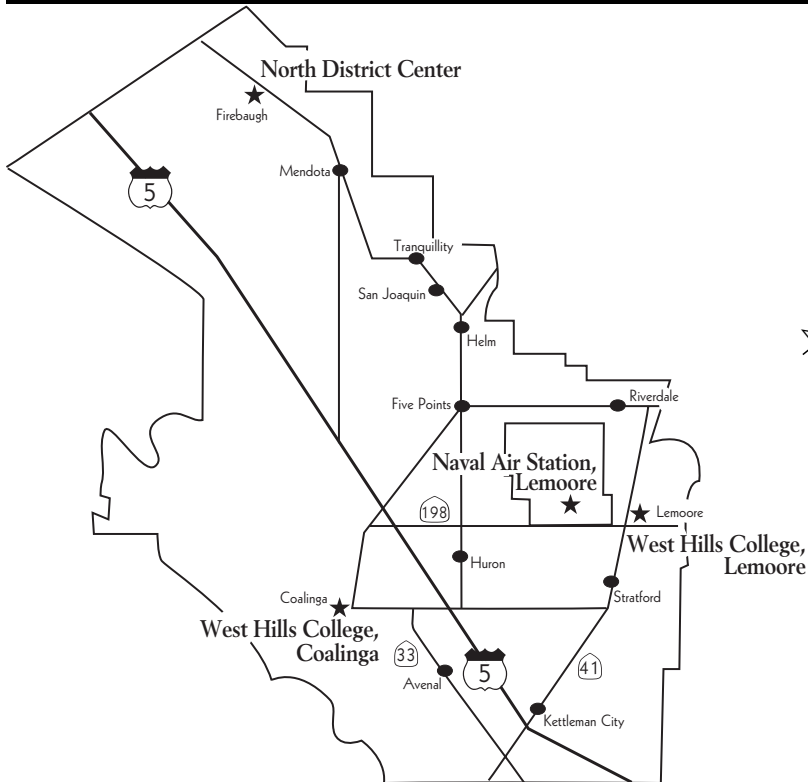 North District Center
Firebaugh
5
Mendota
Tranquillity
San Joaquin
Helm
Five Points
Riverdale
Naval Air Station,
Lemoore
198
Lemoore
West Hills College,
Lemoore
Huron
Stratford
Coalinga
West Hills College,
Coalinga
33
5
41
Avenal
Kettleman City